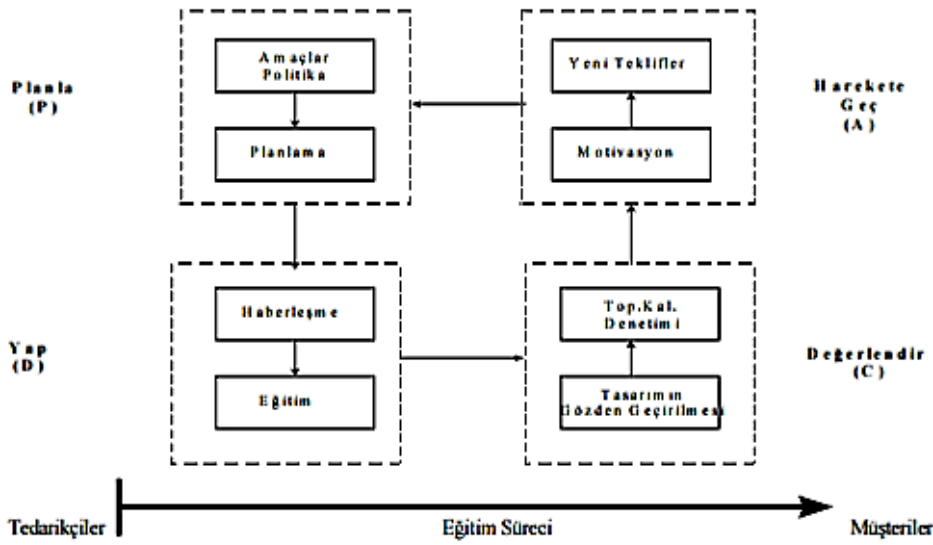 Planla
(P)
Amaçlar
Politika
Planlama
Yeni Teklifler
Motivasyon
Harekete
Geç
(A)
Yap
(D)
Haberleşme
Eğitim
Top.Kal.
Denetimi
Tasarımın
Gözden Geçirilmesi
Değerlendir
(C)
Tedarikçiler
Eğitim Süreci
Müşteriler